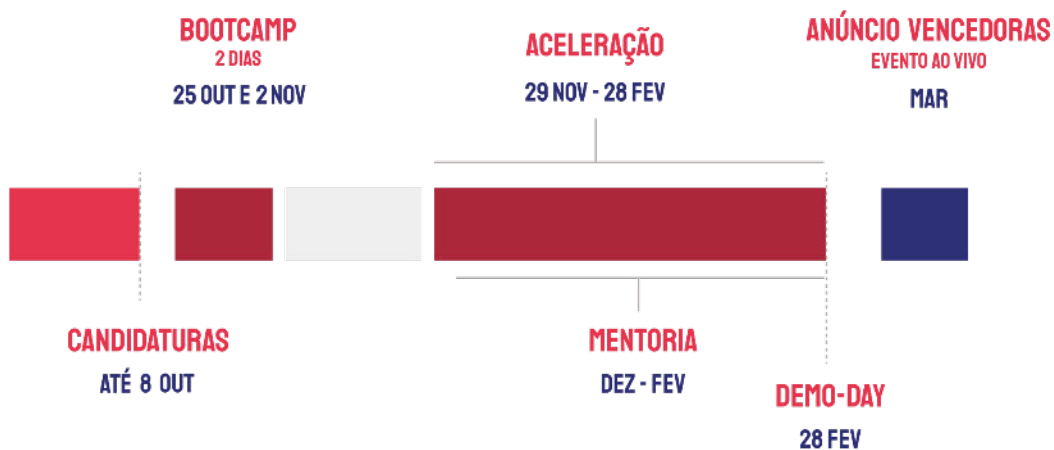 BOOTCAMP
2 DIAS
25 OUT E 2 NOV
ACELERAÇÃO
29 NOV - 28 FEV
ANÚNCIO VENCEDORAS
EVENTO AO VIVO
MAR
CANDIDATURAS
ATÉ 8 OUT
MENTORIA
DEZ - FEV
DEMO-DAY
28 FEV